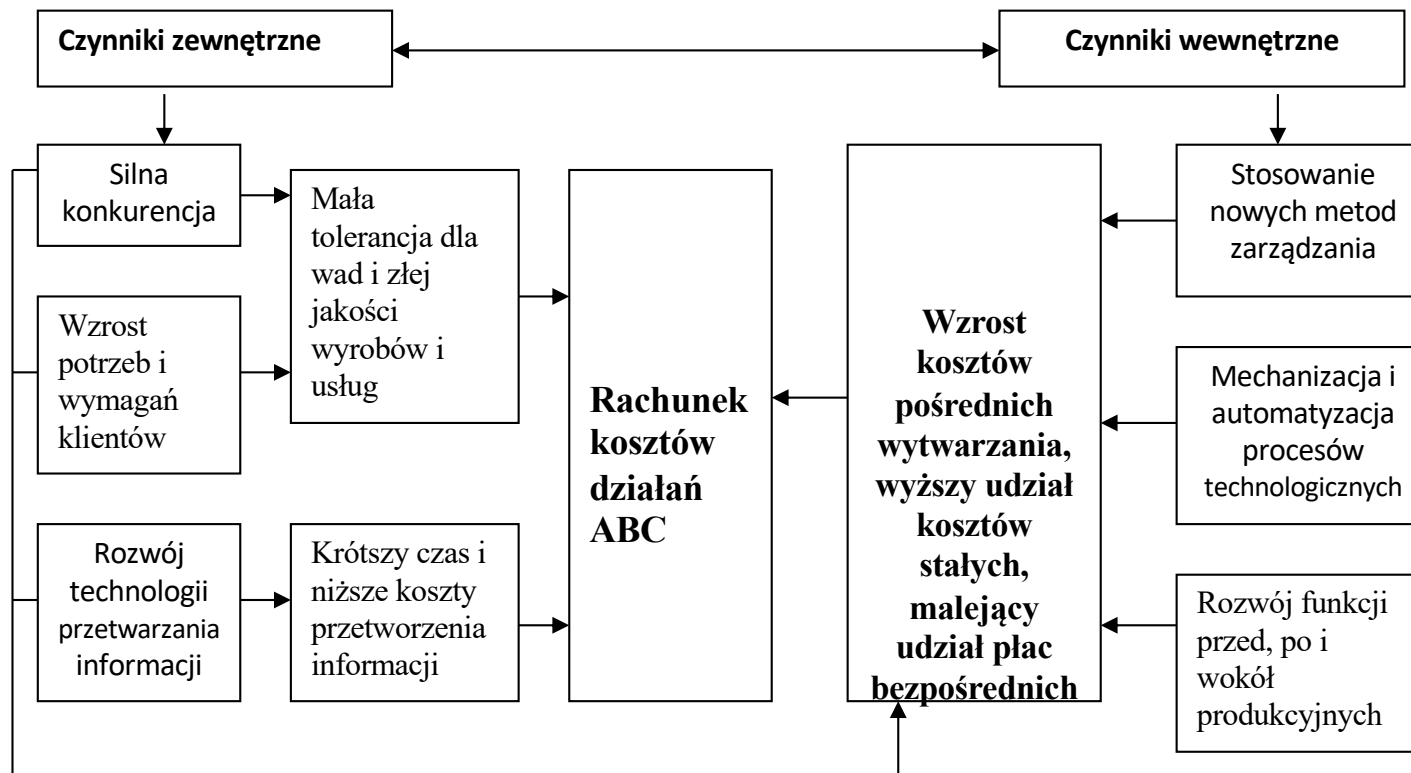 Czynniki zewnętrzne
Czynniki wewnętrzne
Silna
konkurencja
Wzrost
potrzeb i
wymagań
klientów
Rozwój
technologii
przetwarzania
informacji
Mała
tolerancja dla
wad i złej
jakości
wyrobów i
usług
Krótszy czas i
niższe koszty
przetworzenia
informacji
Rachunek
kosztów
działań
ABC
Wzrost
kosztów
pośrednich
wytwarzania,
wyższy udział
kosztów
stałych,
malejący
udział płac
bezpośrednich
Stosowanie
nowych metod
zarządzania
Mechanizacja i
automatyzacja
procesów
technologicznych
Rozwój funkcji
przed, po i
wokół
produkcyjnych